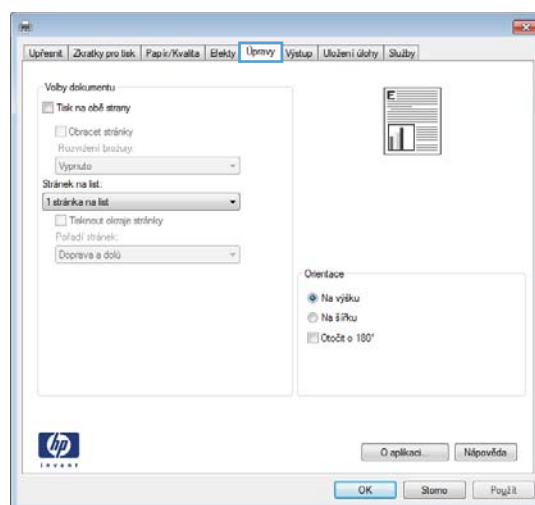 Upřesnit Zkratky pro tisk Papír/Kvalita Efekty Úpravy Výstup Uložení úlohy Služby
Volby dokumentu
Tisk na obě strany
Obracet stránky
Rozvržení brožury:
Vypnuto
Stránek na list:
1 stránka na list
Tisknout okraje stránky
Pořadí stránek:
Doprava a dolů
E
Orientace
Na výšku
Na šířku
Otočit o 180°
hp
invent
O aplikaci... Nápověda
OK Storno Použít